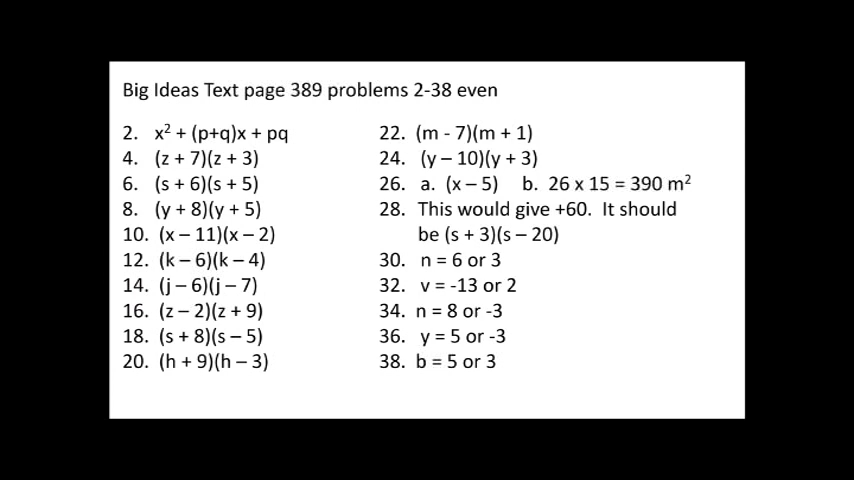 Big Ideas Text page 389 problems 2-38 even
2. x² + (p+q)x + pq
4. (z + 7)(z + 3)
6. (s + 6)(s + 5)
8. (y + 8)(y + 5)
10. (x – 11)(x – 2)
12. (k – 6)(k – 4)
14. (j – 6)(j – 7)
16. (z – 2)(z + 9)
18. (s + 8)(s – 5)
20. (h + 9)(h – 3)
22. (m - 7)(m + 1)
24. (y – 10)(y + 3)
26. a. (x – 5) b. 26 x 15 = 390 m²
28. This would give +60. It should
be (s + 3)(s – 20)
30. n = 6 or 3
32. v = -13 or 2
34. n = 8 or -3
36. y = 5 or -3
38. b = 5 or 3